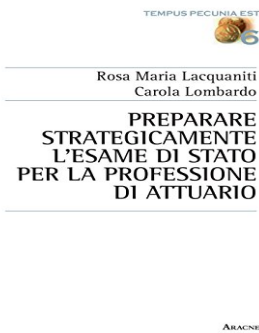 TEMPUS PECUNIA EST
6
Rosa Maria Lacquaniti
Carola Lombardo
PREPARARE
STRATEGICAMENTE
L'ESAME DI STATO
PER LA PROFESSIONE
DI ATTUARIO
ARACNE